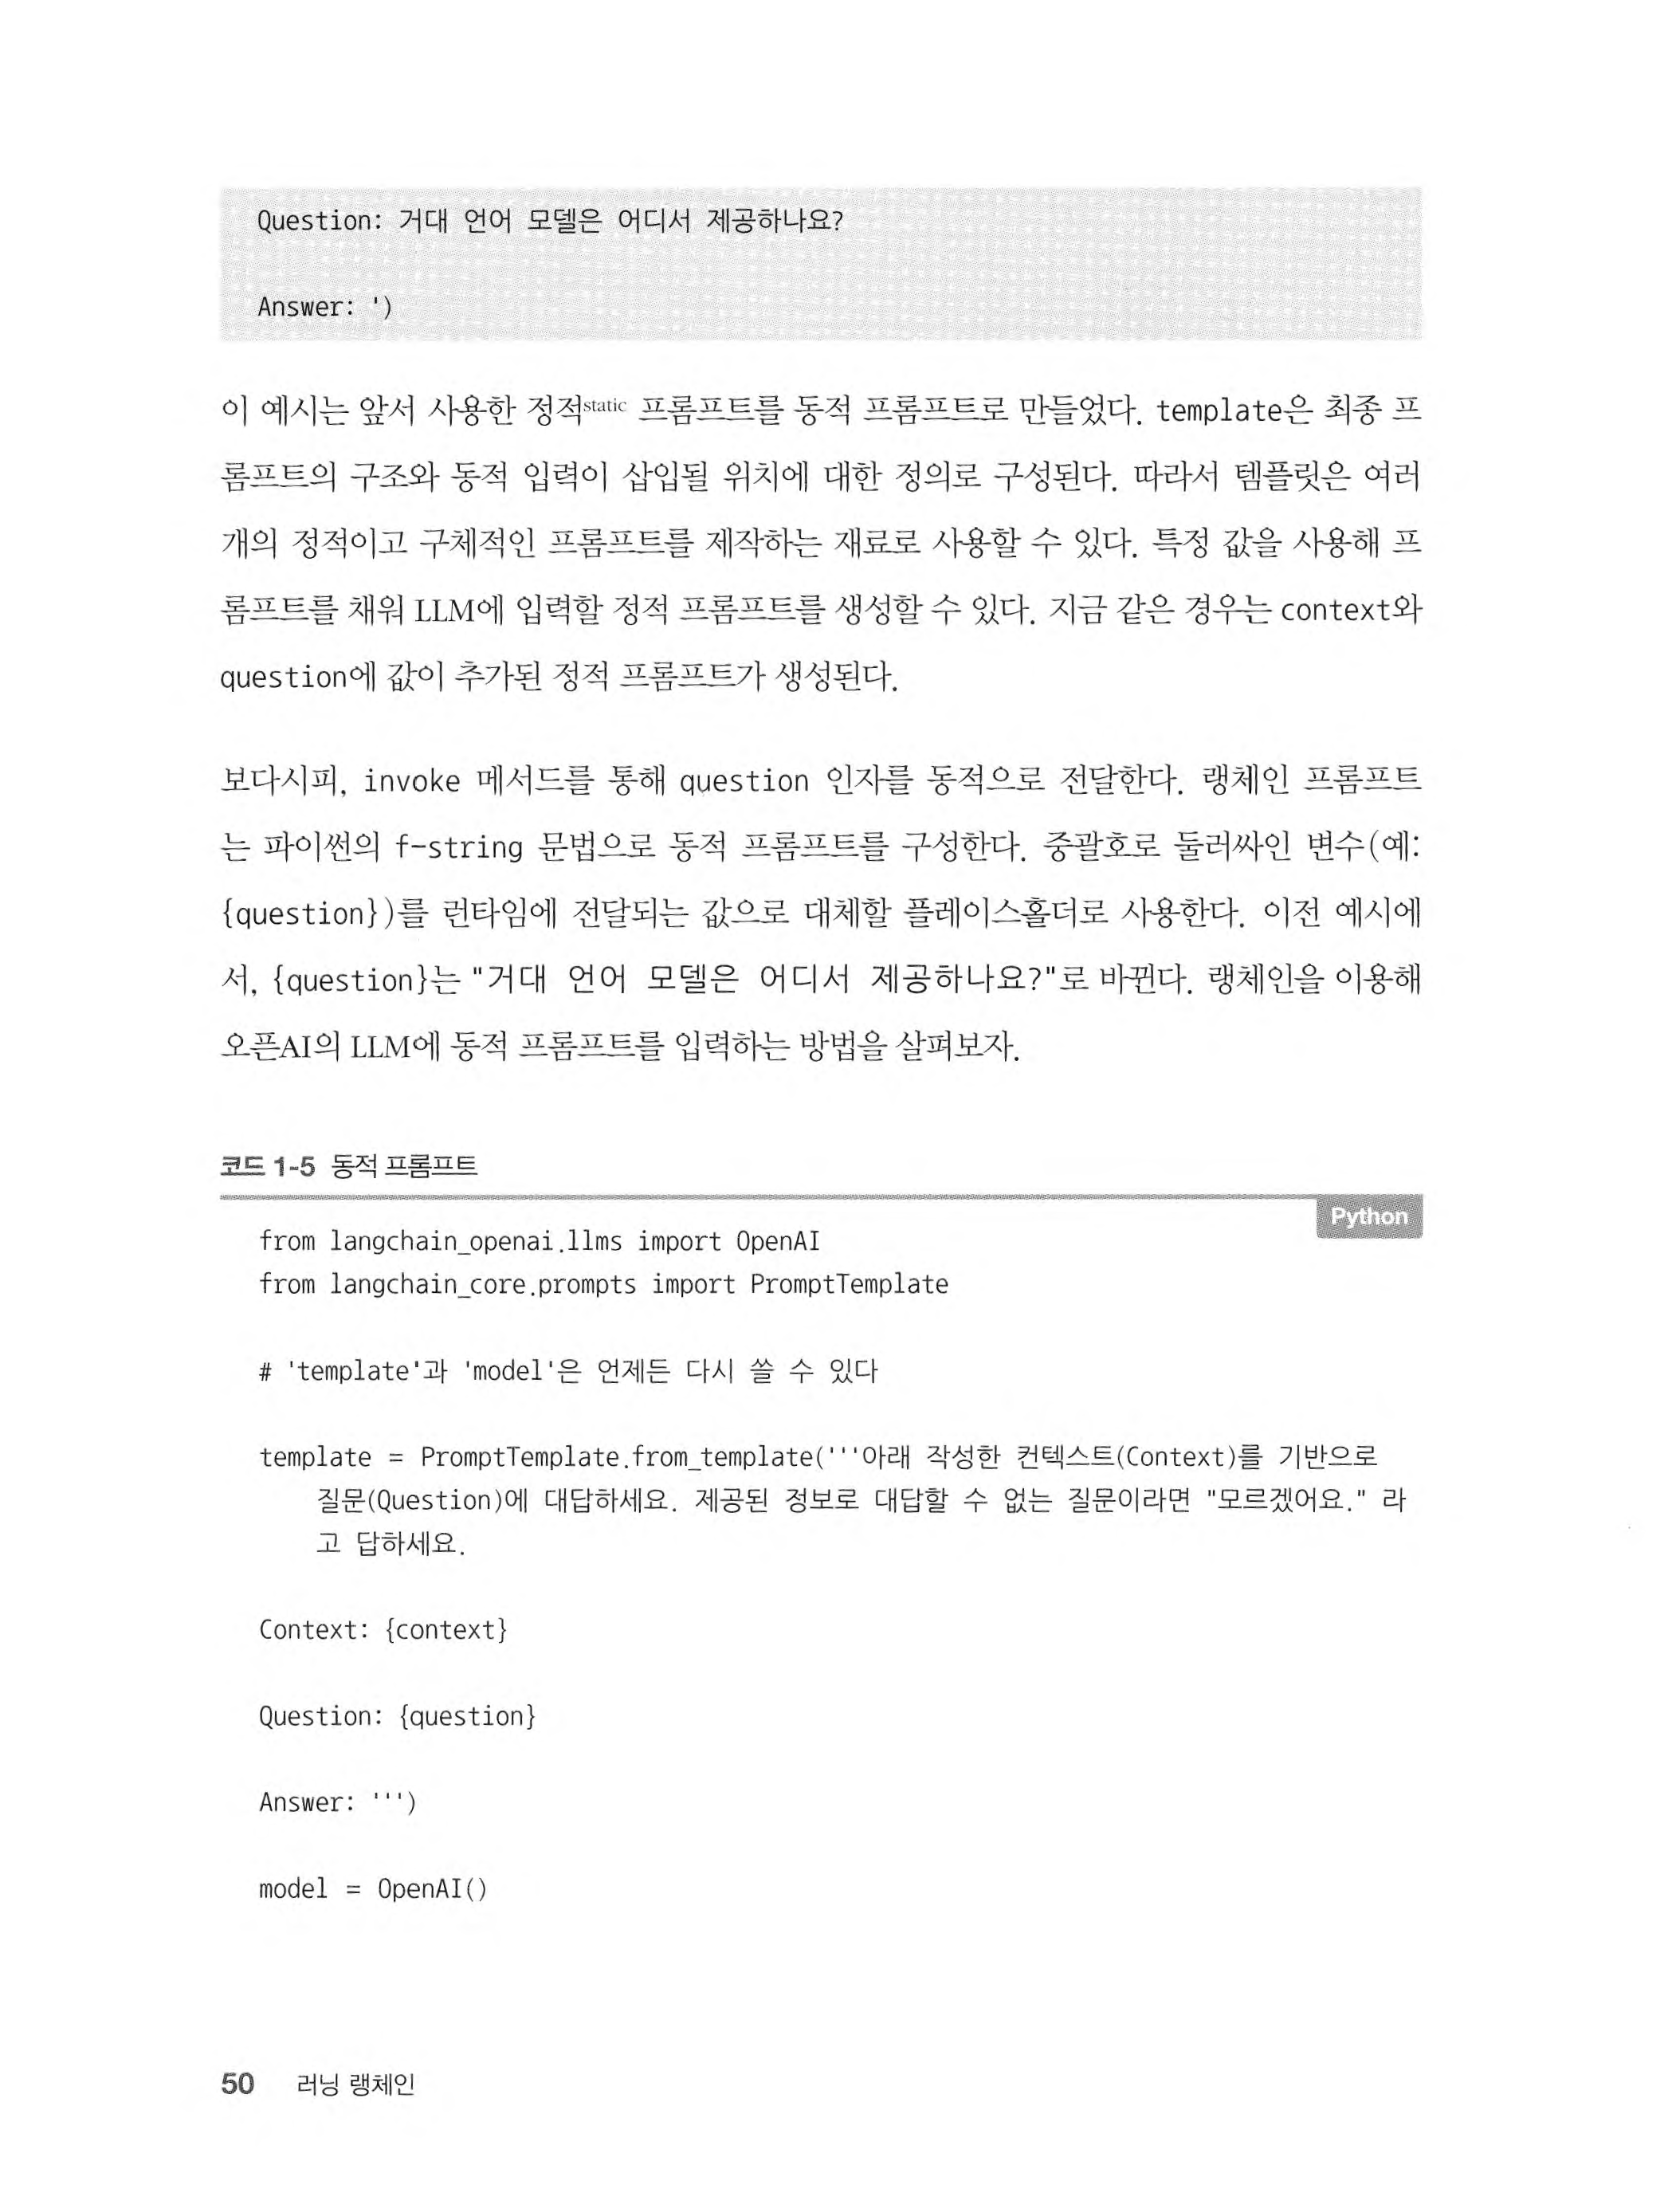 Question: 거대 언어 모델은 어디서 제공하나요?
Answer: ')
이 예시는 앞서 사용한 정적static 프롬프트를 동적 프롬프트로 만들었다. template은 최종 프
롬프트의 구조와 동적 입력이 삽입될 위치에 대한 정의로 구성된다. 따라서 템플릿은 여러
개의 정적이고 구체적인 프롬프트를 제작하는 재료로 사용할 수 있다. 특정 값을 사용해 프
롬프트를 채워 LLM에 입력할 정적 프롬프트를 생성할 수 있다. 지금 같은 경우는 context와
question에 값이 추가된 정적 프롬프트가 생성된다.
보다시피, invoke 메서드를 통해 question 인자를 동적으로 전달한다. 랭체인 프롬프트
는 파이썬의 f-string 문법으로 동적 프롬프트를 구성한다. 중괄호로 둘러싸인 변수(예:
{question})를 런타임에 전달되는 값으로 대체할 플레이스홀더로 사용한다. 이전 예시에
서, {question}는 "거대 언어 모델은 어디서 제공하나요?"로 바뀐다. 랭체인을 이용해
오픈AI의 LLM에 동적 프롬프트를 입력하는 방법을 살펴보자.
코드 1-5 동적 프롬프트
Python
from langchain_openai.llms import OpenAI
from langchain_core.prompts import PromptTemplate
# 'template'과 'model'은 언제든 다시 쓸 수 있다
template = PromptTemplate.from_template('''아래 작성한 컨텍스트(Context)를 기반으로
질문(Question)에 대답하세요. 제공된 정보로 대답할 수 없는 질문이라면 "모르겠어요." 라
고 답하세요.
Context: {context}
Question: {question}
Answer: ''')
model = OpenAI()
50 러닝 랭체인